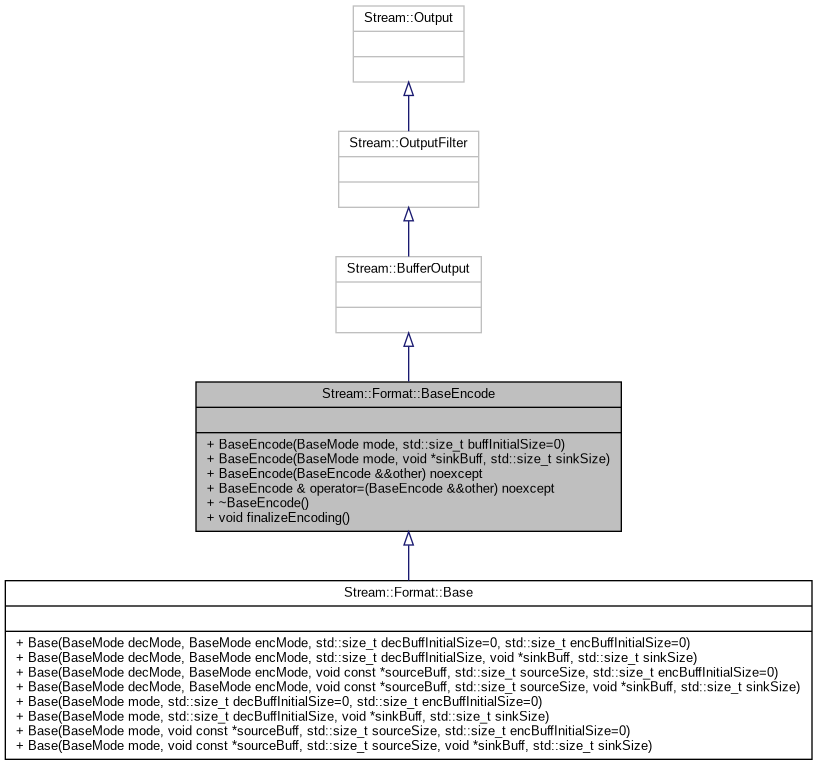 Stream::Output
Stream::OutputFilter
Stream::BufferOutput
Stream::Format::BaseEncode
+ BaseEncode(BaseMode mode, std::size_t buffInitialSize=0)
+ BaseEncode(BaseMode mode, void *sinkBuff, std::size_t sinkSize)
+ BaseEncode(BaseEncode &&other) noexcept
+ BaseEncode & operator=(BaseEncode &&other) noexcept
+ ~BaseEncode()
+ void finalizeEncoding()
Stream::Format::Base
+ Base(BaseMode decMode, BaseMode encMode, std::size_t decBuffInitialSize=0, std::size_t encBuffInitialSize=0)
+ Base(BaseMode decMode, BaseMode encMode, std::size_t decBuffInitialSize, void *sinkBuff, std::size_t sinkSize)
+ Base(BaseMode decMode, BaseMode encMode, void const *sourceBuff, std::size_t sourceSize, std::size_t encBuffInitialSize=0)
+ Base(BaseMode decMode, BaseMode encMode, void const *sourceBuff, std::size_t sourceSize, void *sinkBuff, std::size_t sinkSize)
+ Base(BaseMode mode, std::size_t decBuffInitialSize=0, std::size_t encBuffInitialSize=0)
+ Base(BaseMode mode, std::size_t decBuffInitialSize, void *sinkBuff, std::size_t sinkSize)
+ Base(BaseMode mode, void const *sourceBuff, std::size_t sourceSize, std::size_t encBuffInitialSize=0)
+ Base(BaseMode mode, void const *sourceBuff, std::size_t sourceSize, void *sinkBuff, std::size_t sinkSize)